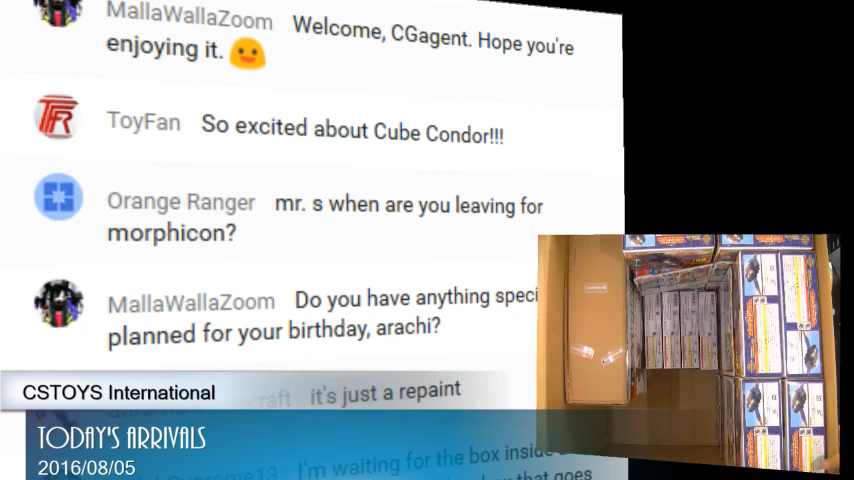 MallaWallaZoom Welcome, CGagent. Hope you're
enjoying it.
ToyFan So excited about Cube Condor!!!
Orange Ranger mr. s when are you leaving for
morphicon?
MallaWallaZoom Do you have anything speci
planned for your birthday, arachi?
it's just a repaint
I'm waiting for the box inside
that goes
CSTOYS International
TODAY'S ARRIVALS
2016/08/05